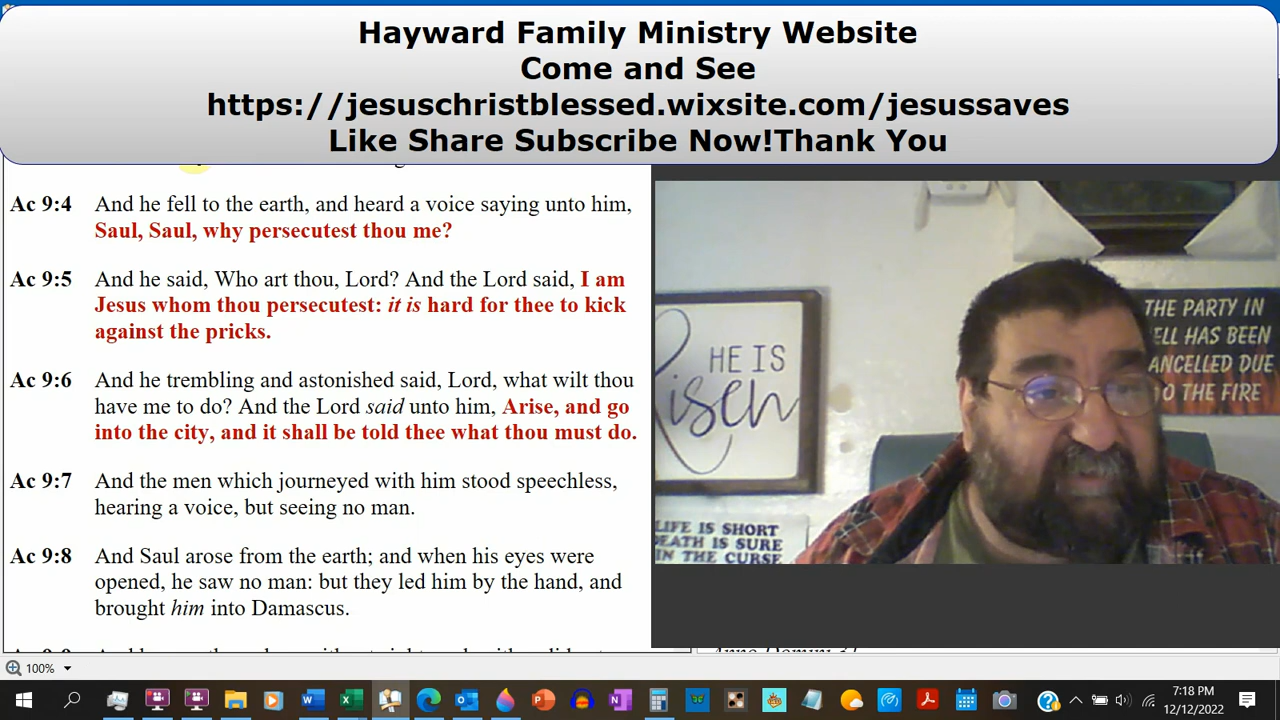 Hayward Family Ministry Website
Come and See
https://jesuschristblessed.wixsite.com/jesussaves
Like Share Subscribe Now!Thank You
Ac 9:4 And he fell to the earth, and heard a voice saying unto him,
Saul, Saul, why persecutest thou me?
Ac 9:5 And he said, Who art thou, Lord? And the Lord said, I am
Jesus whom thou persecutest: it is hard for thee to kick
against the pricks.
Ac 9:6 And he trembling and astonished said, Lord, what wilt thou
have me to do? And the Lord said unto him, Arise, and go
into the city, and it shall be told thee what thou must do.
Ac 9:7 And the men which journeyed with him stood speechless,
hearing a voice, but seeing no man.
Ac 9:8 And Saul arose from the earth; and when his eyes were
opened, he saw no man: but they led him by the hand, and
brought him into Damascus.
HE IS
Risen
THE PARTY IN
ELL HAS BEEN
ANCELLED DUE
O THE FIRE
LIFE IS SHORT
DEATH IS SURE
IN THE CURSE
100%
7:18 PM
12/12/2022